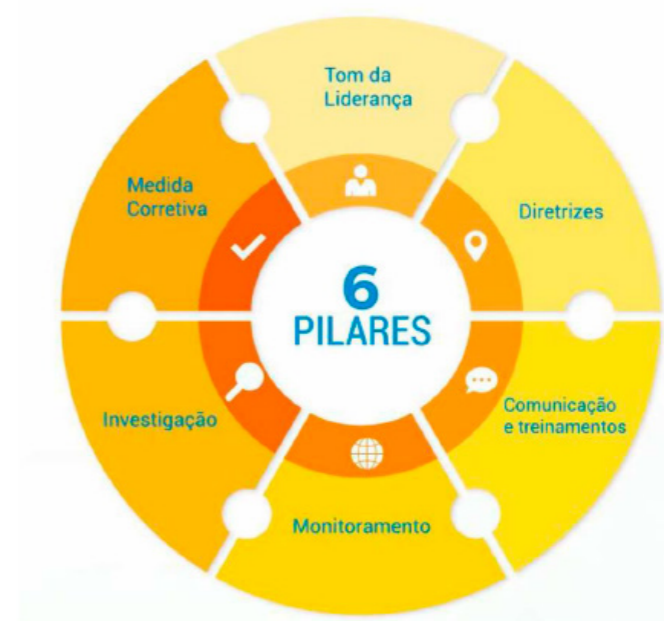 Tom da
Liderança
Diretrizes
Comunicação
e treinamentos
Monitoramento
Investigação
Medida
Corretiva
6
PILARES